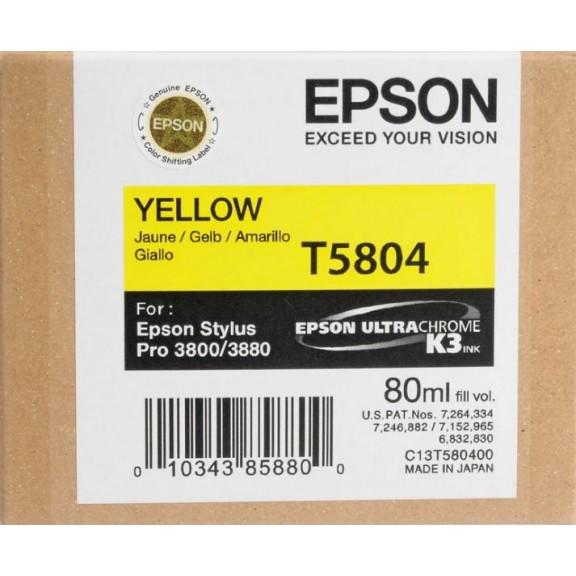 Genuine EPSON
EPSON
Color Shifting Label
EPSON
EXCEED YOUR VISION
YELLOW
Jaune / Gelb / Amarillo
Giallo
T5804
For :
Epson Stylus
Pro 3800/3880
EPSON ULTRACHROME
K3 INK
80ml fill vol.
U.S. PAT. Nos. 7,264,334
7,246,882 / 7,152,965
6,832,830
C13T580400
MADE IN JAPAN
0 10343 85880 0